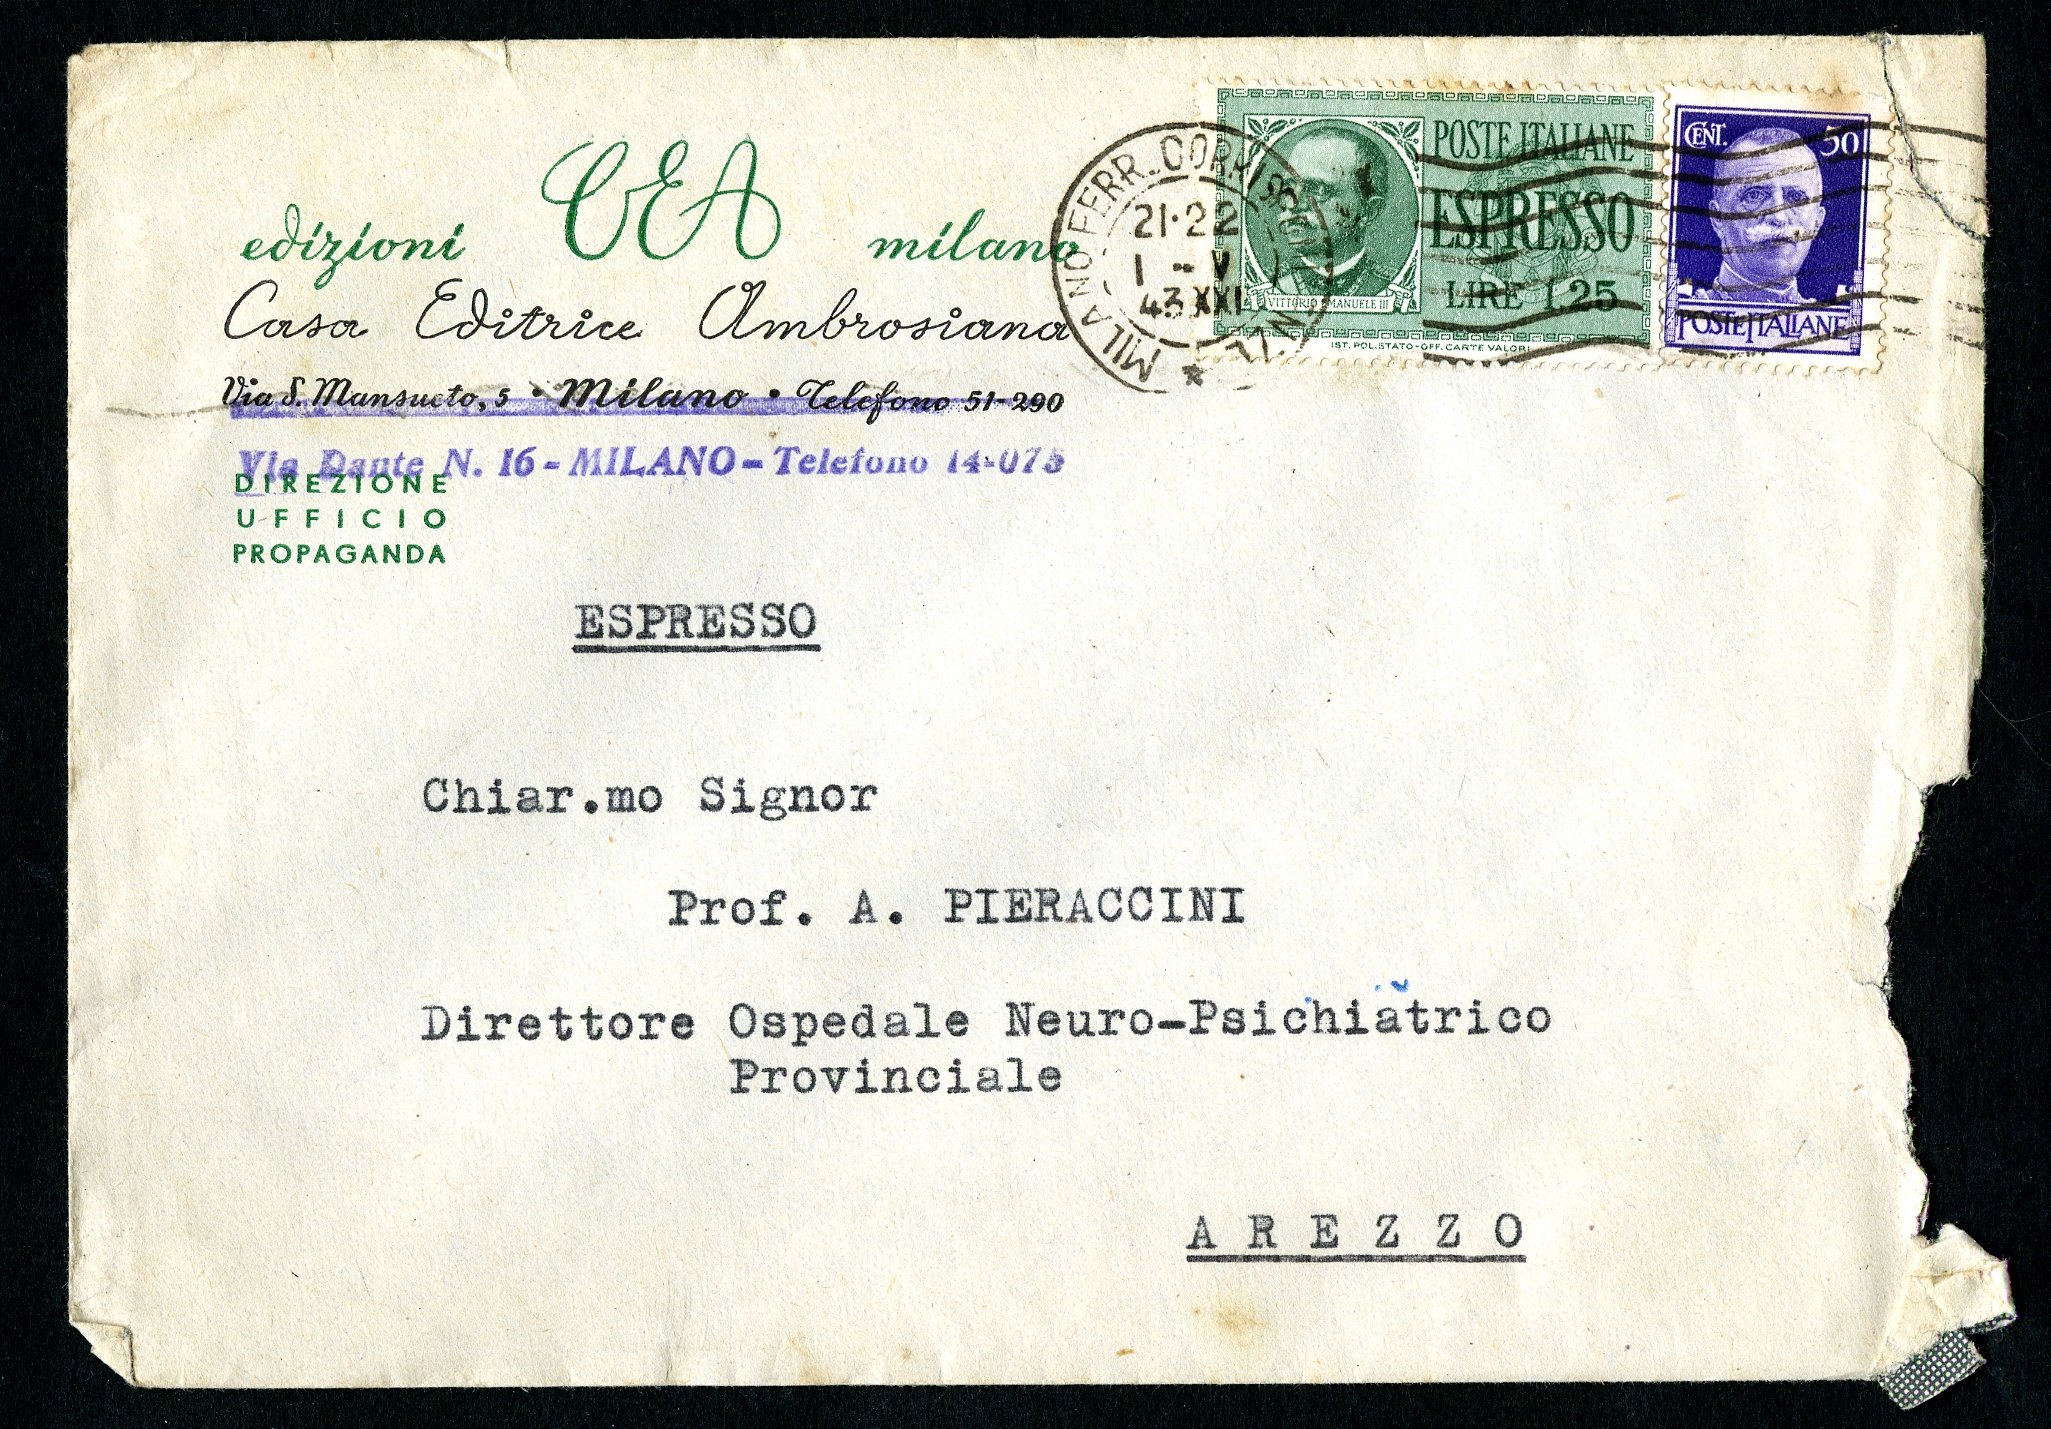 edizioni CEA milano
Casa Editrice Ambrosiana
Via S. Mansueto, 5 • Milano • Telefono 51-290
Via Dante N. 16 - MILANO - Telefono 14-075
DIREZIONE
UFFICIO
PROPAGANDA
MILANO FERR. CORRISP.
21·22
1 - V
43 XXI
VITTORIO EMANUELE III
POSTE ITALIANE
ESPRESSO
LIRE 1,25
IST. POL. STATO - OFF. CARTE VALORI
CENT. 50
POSTE ITALIANE
ESPRESSO
Chiar.mo Signor
Prof. A. PIERACCINI
Direttore Ospedale Neuro-Psichiatrico
Provinciale
A R E Z Z O